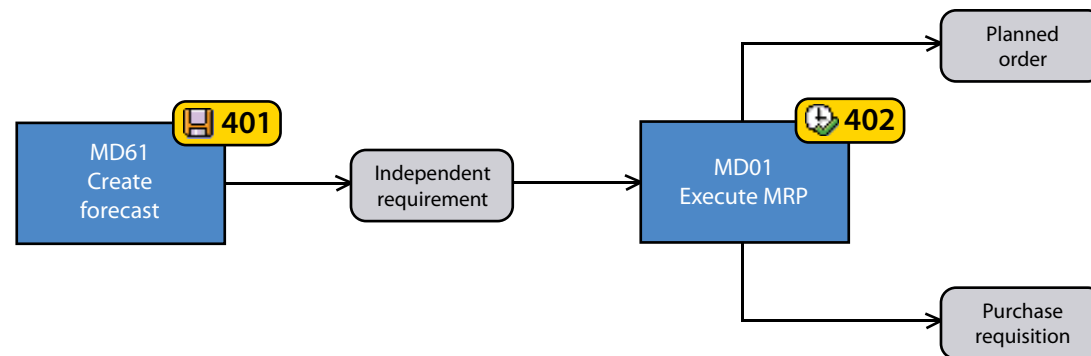 401
MD61
Create
forecast
Independent
requirement
402
MD01
Execute MRP
Planned
order
Purchase
requisition